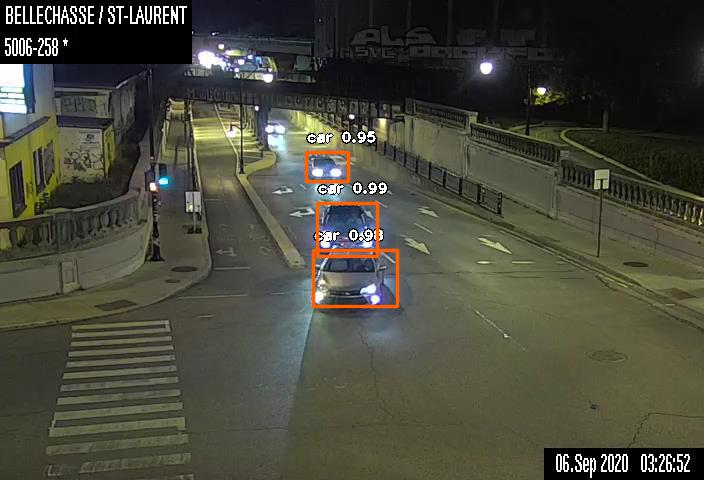 BELLECHASSE / ST-LAURENT
5006-258 *
car 0.95
car 0.99
car 0.98
06.Sep 2020 03:26:52